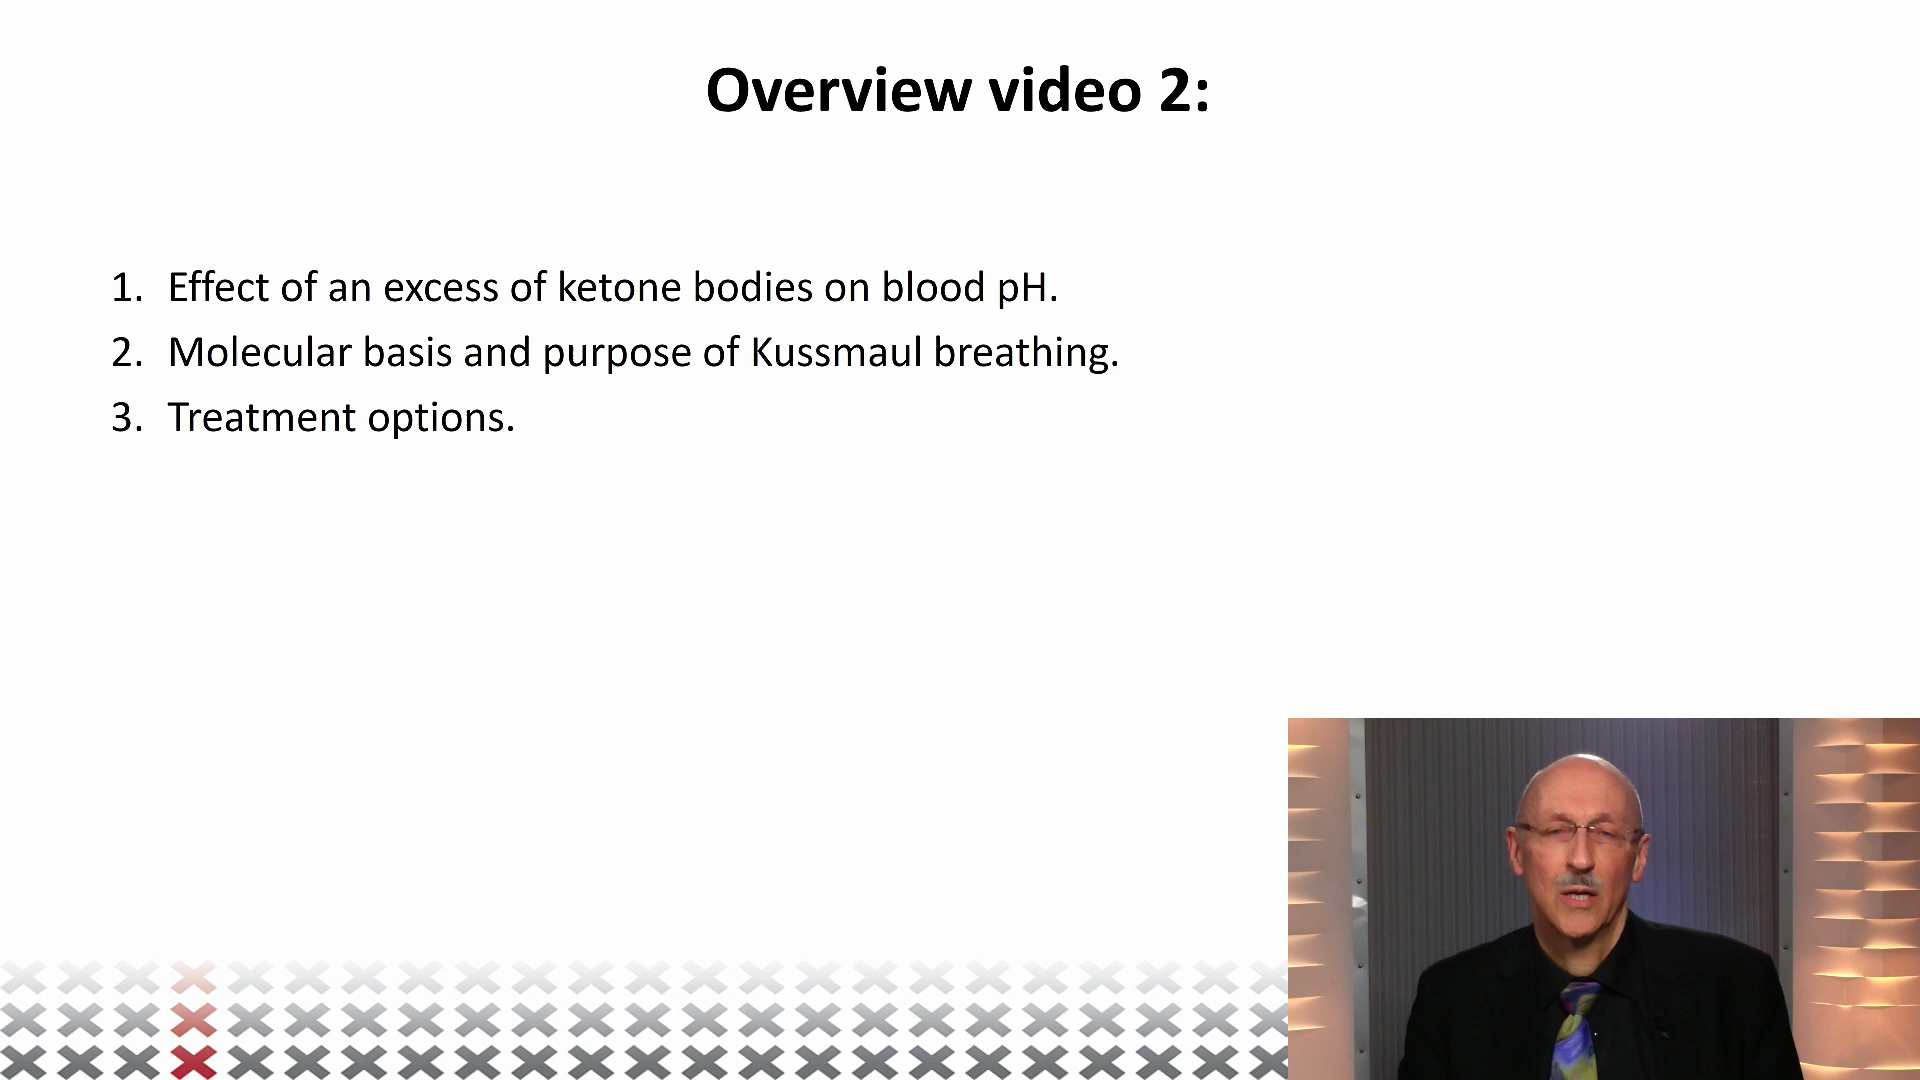 Overview video 2:
1. Effect of an excess of ketone bodies on blood pH.
2. Molecular basis and purpose of Kussmaul breathing.
3. Treatment options.